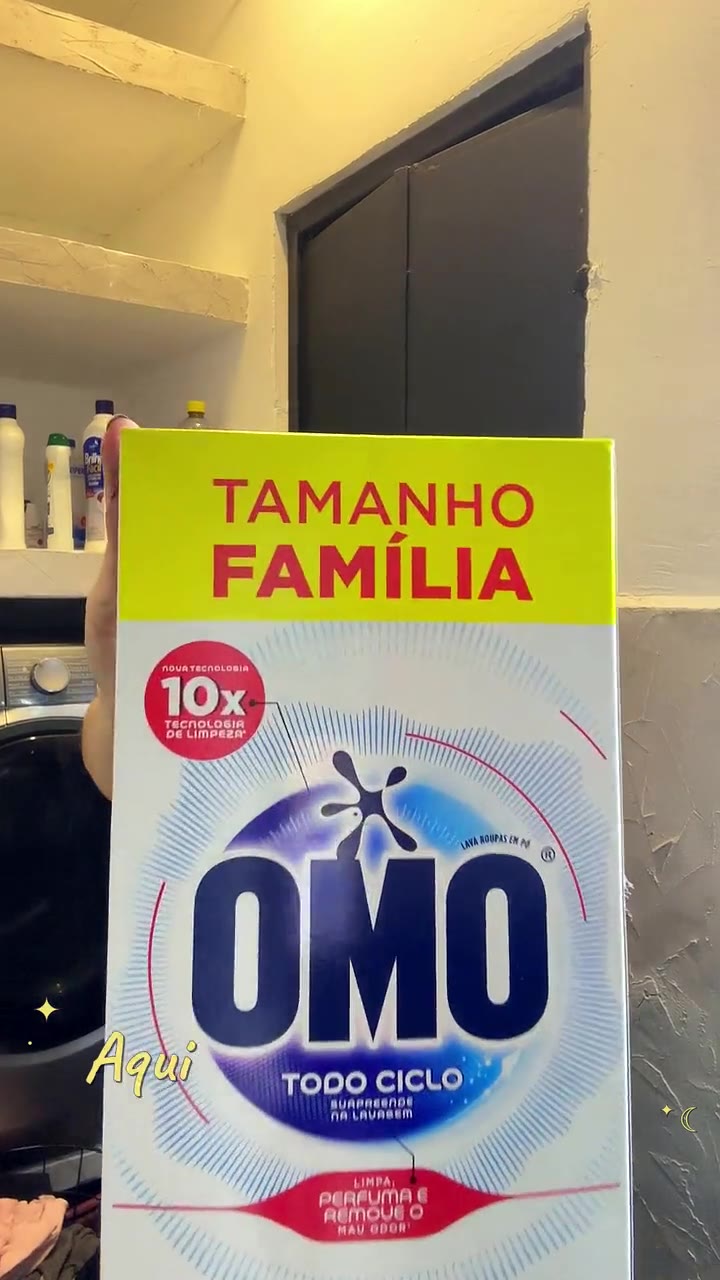 TAMANHO
FAMÍLIA
NOVA TECNOLOGIA
10x
TECNOLOGIA
DE LIMPEZA*
LAVA ROUPAS EM PÓ
OMO®
Aqui
TODO CICLO
SURPREENDE
NA LAVAGEM
LIMPA,
PERFUMA E
REMOVE O
MAU ODOR¹